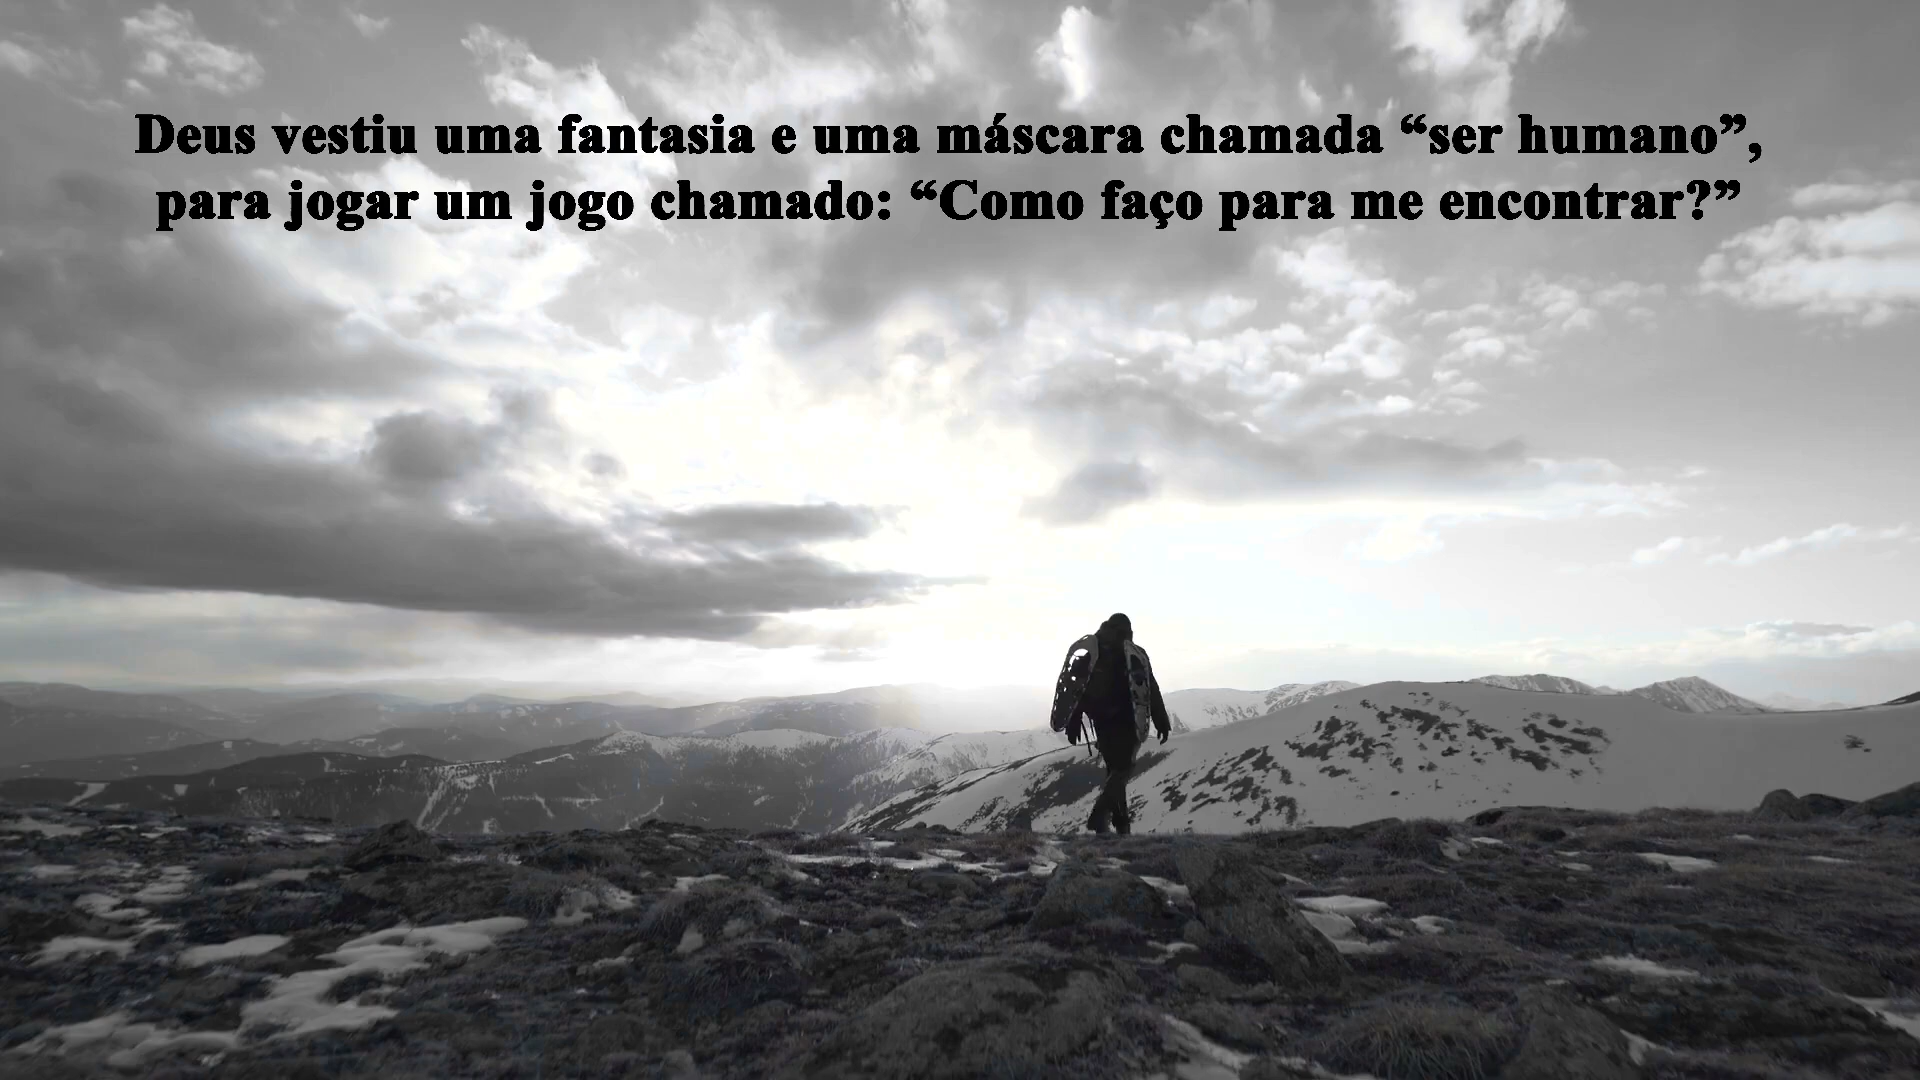 Deus vestiu uma fantasia e uma máscara chamada “ser humano”,
para jogar um jogo chamado: “Como faço para me encontrar?”